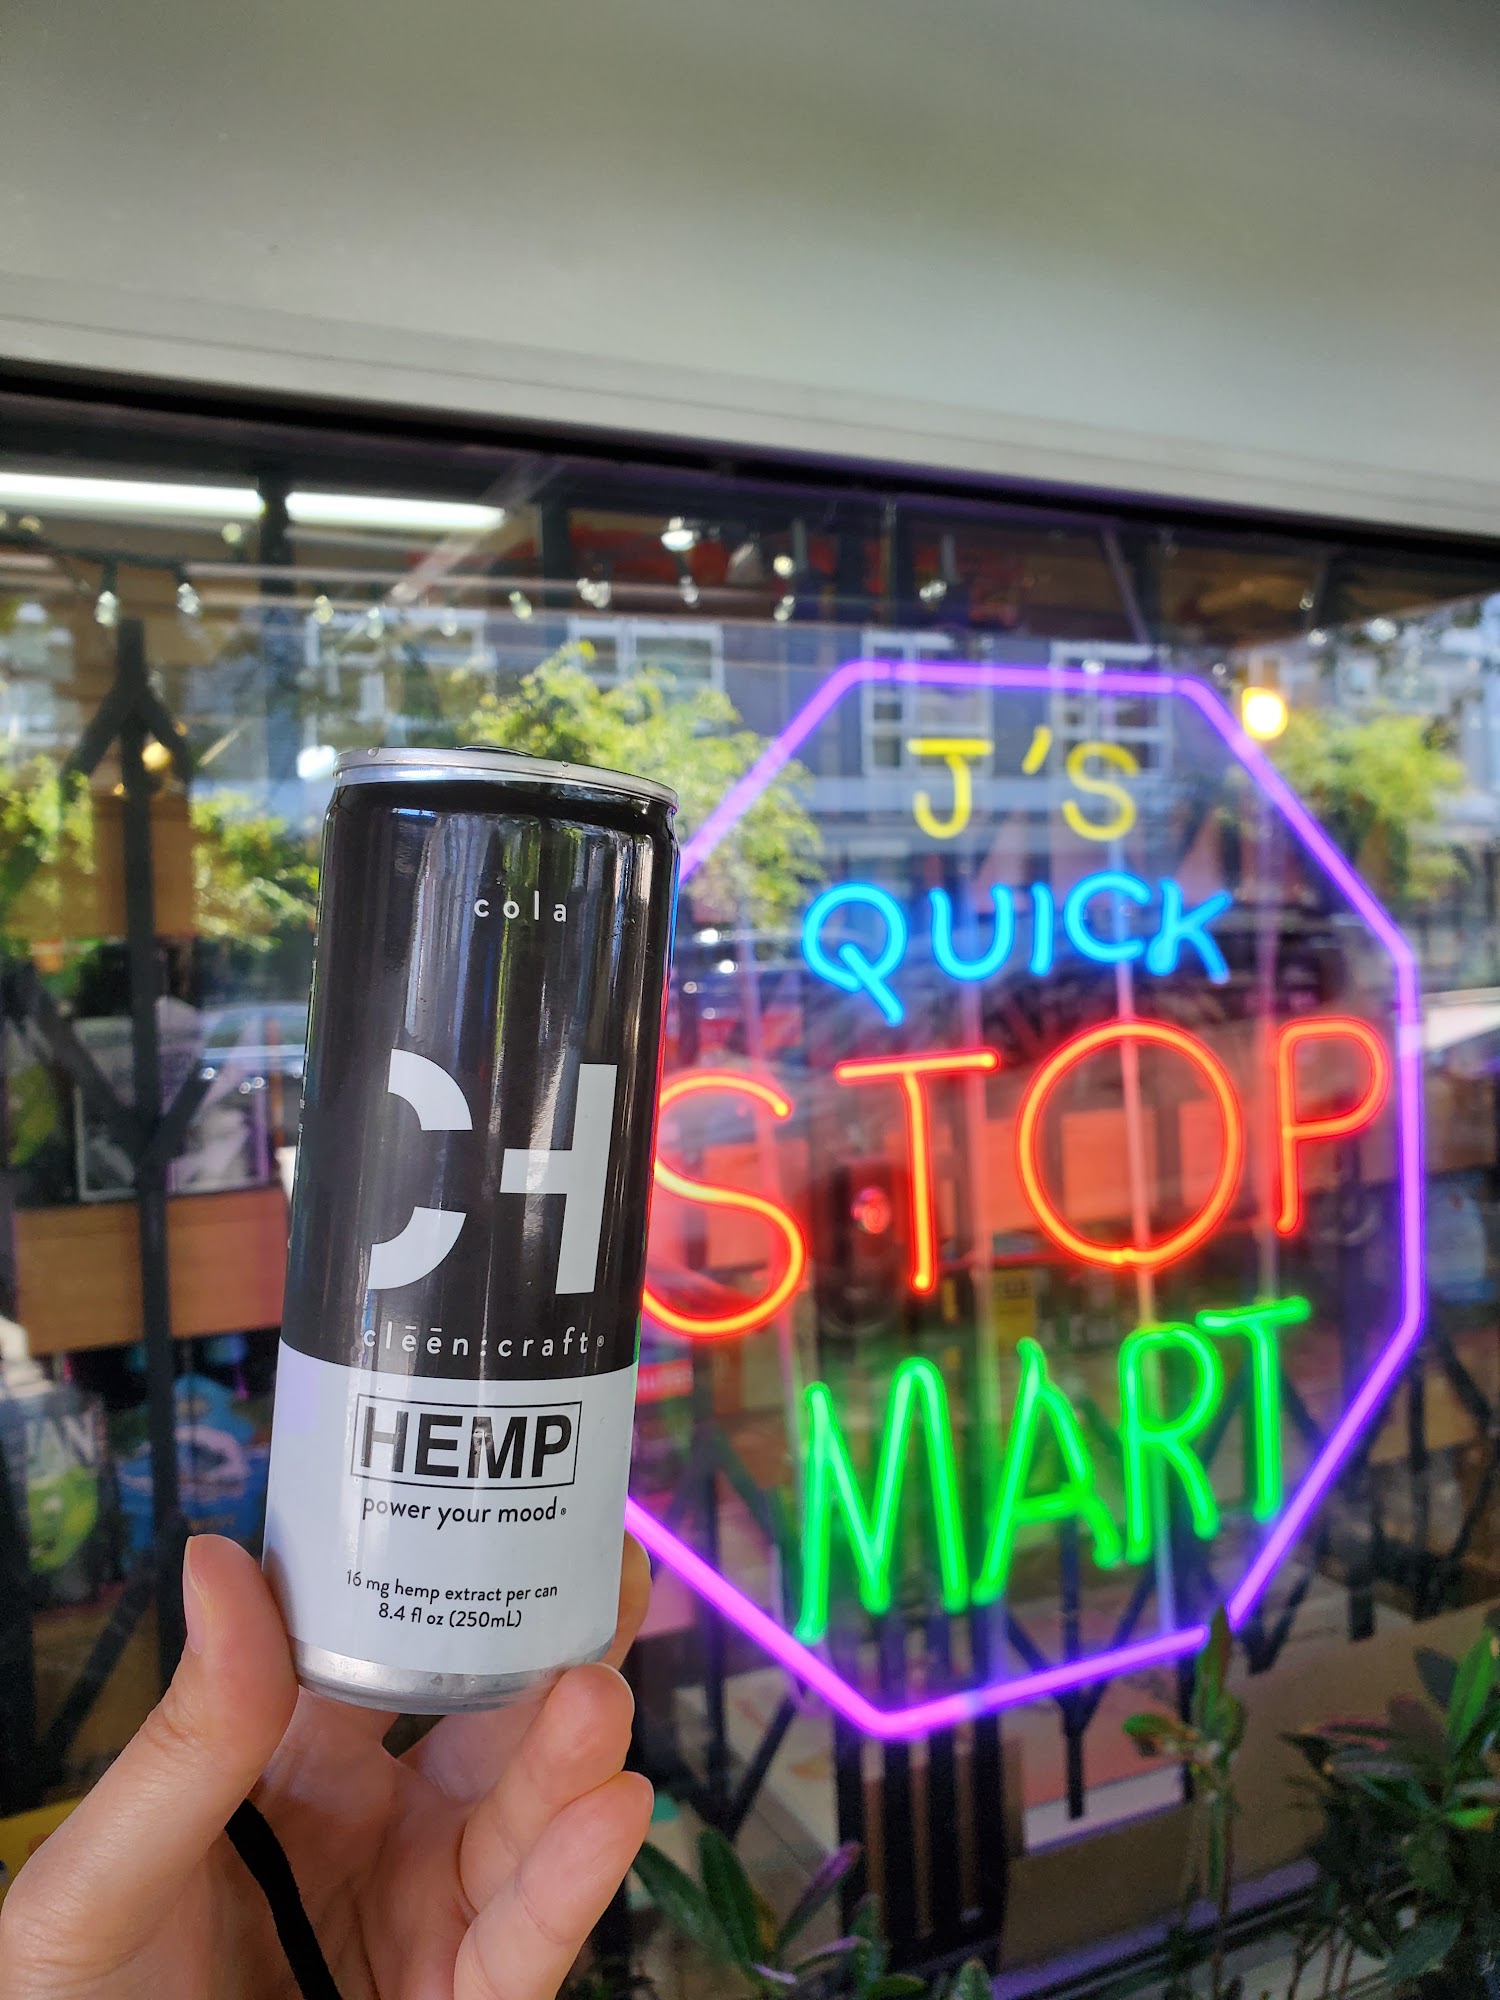 cola
CH
clēēn:craft®
HEMP
power your mood®
16 mg hemp extract per can
8.4 fl oz (250mL)
J'S
QUICK
STOP
MART